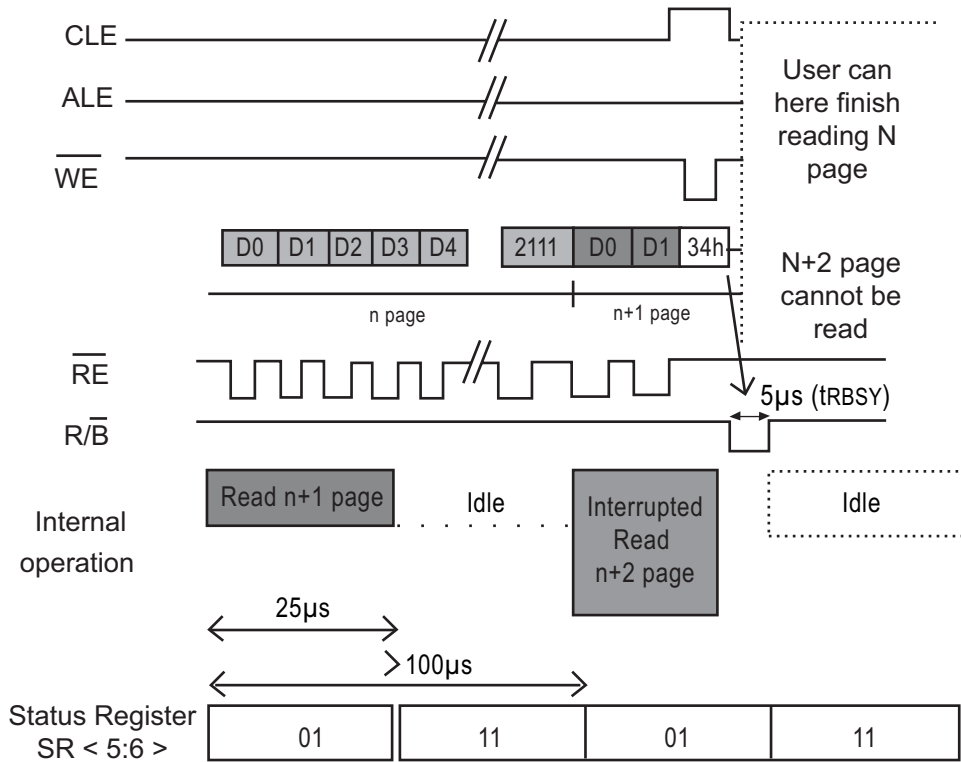 CLE
ALE
WE
User can
here finish
reading N
page
D0 D1 D2 D3 D4 2111 D0 D1 34h
N+2 page
cannot be
read
n page n+1 page
RE
5µs (tRBSY)
R/B
Read n+1 page Idle Interrupted
Read
n+2 page
Idle
Internal
operation
25µs
>100µs
Status Register
SR < 5:6 >
01 11 01 11